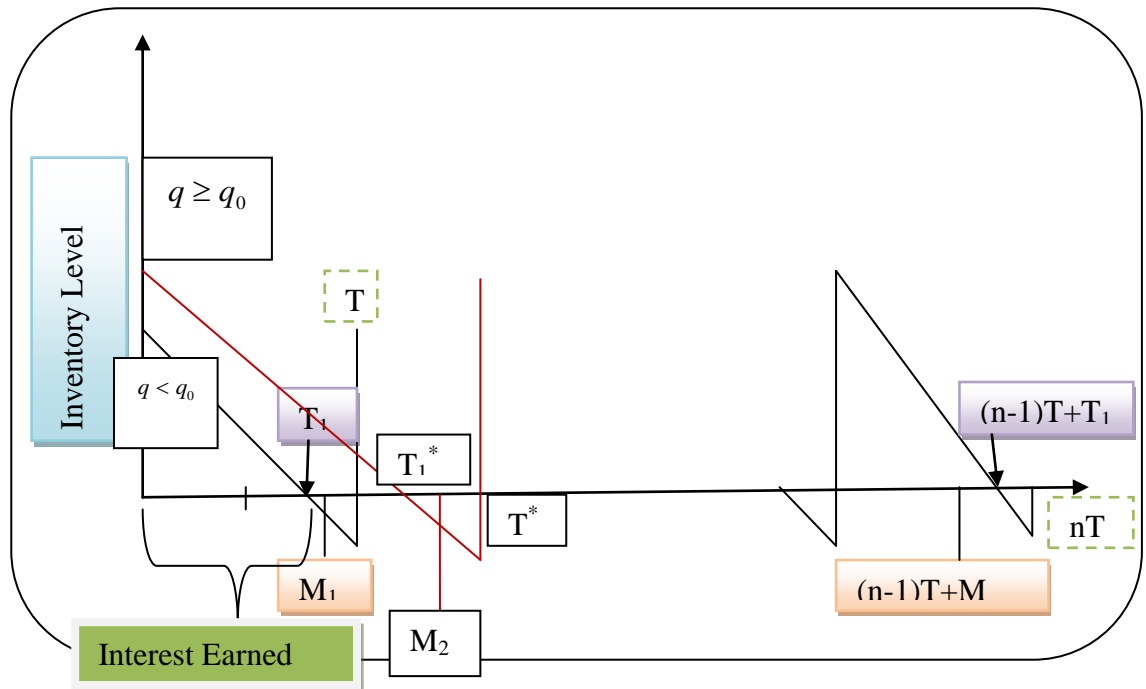 q ≥ q₀
Inventory Level
T
q < q₀
T₁
(n-1)T+T₁
T₁*
T*
nT
M₁
(n-1)T+M
M₂
Interest Earned